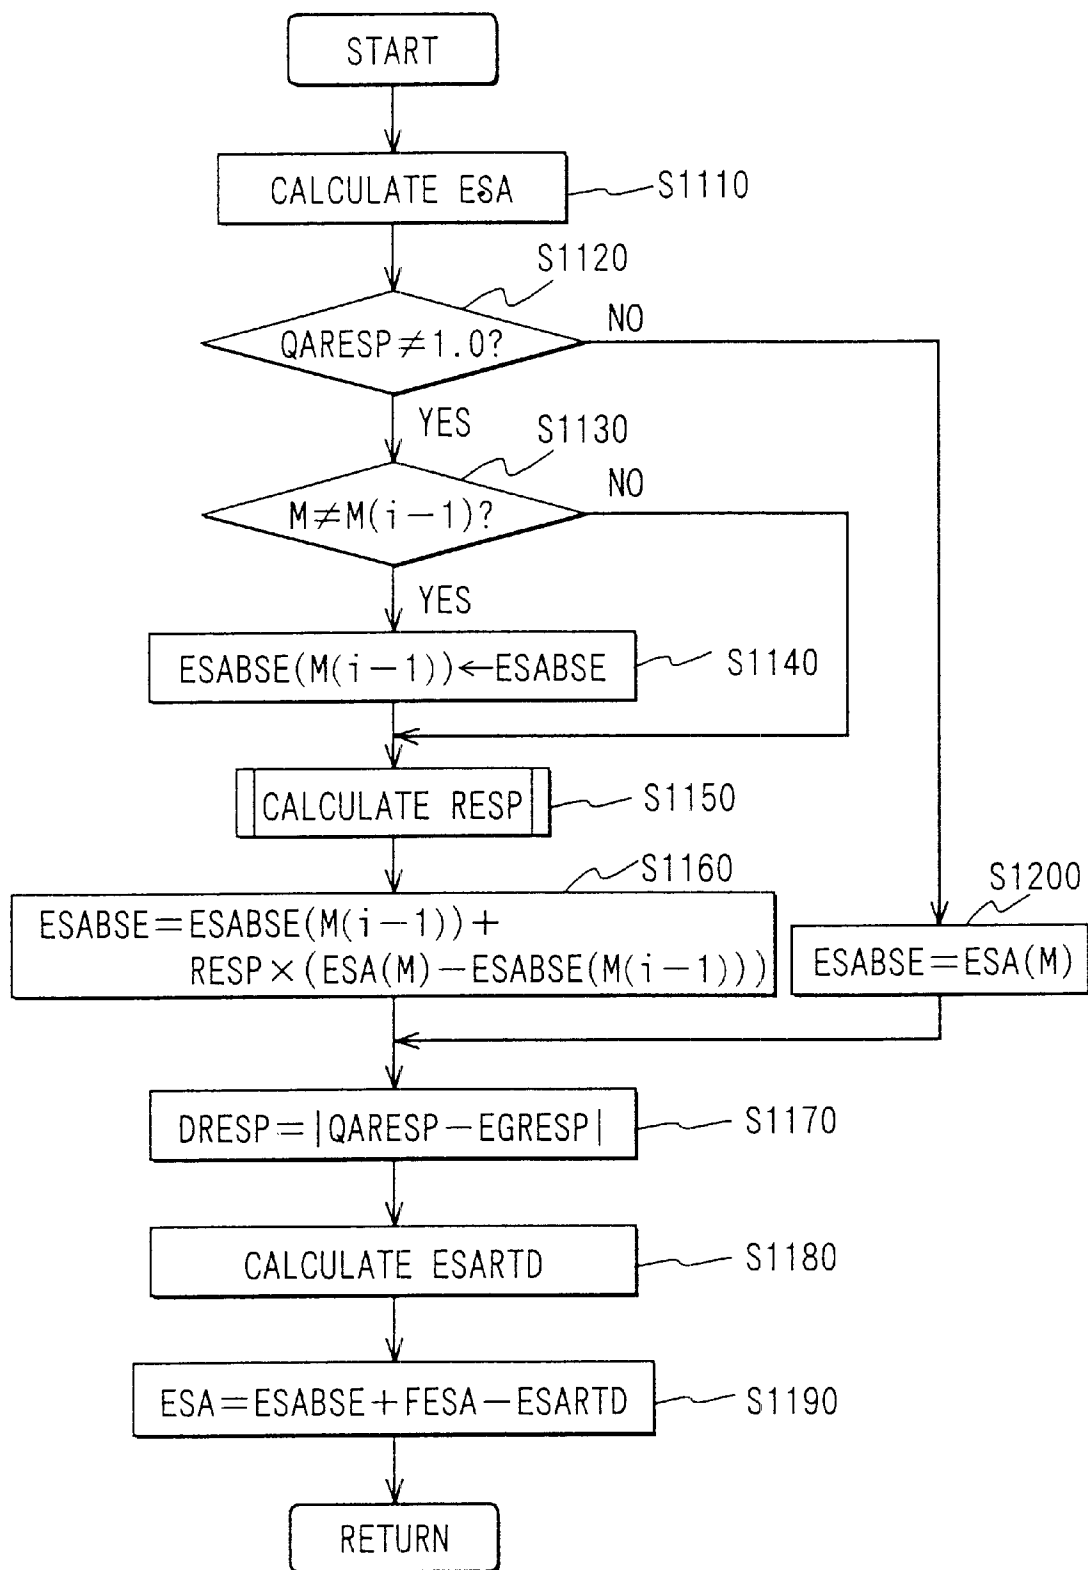 START
CALCULATE ESA
S1110
S1120
QARESP≠1.0?
NO
YES
S1130
M≠M(i-1)?
NO
YES
ESABSE(M(i-1))←ESABSE
S1140
CALCULATE RESP
S1150
S1160
ESABSE=ESABSE(M(i-1))+
RESP×(ESA(M)-ESABSE(M(i-1)))
S1200
ESABSE=ESA(M)
DRESP=|QARESP-EGRESP|
S1170
CALCULATE ESARTD
S1180
ESA=ESABSE+FESA-ESARTD
S1190
RETURN